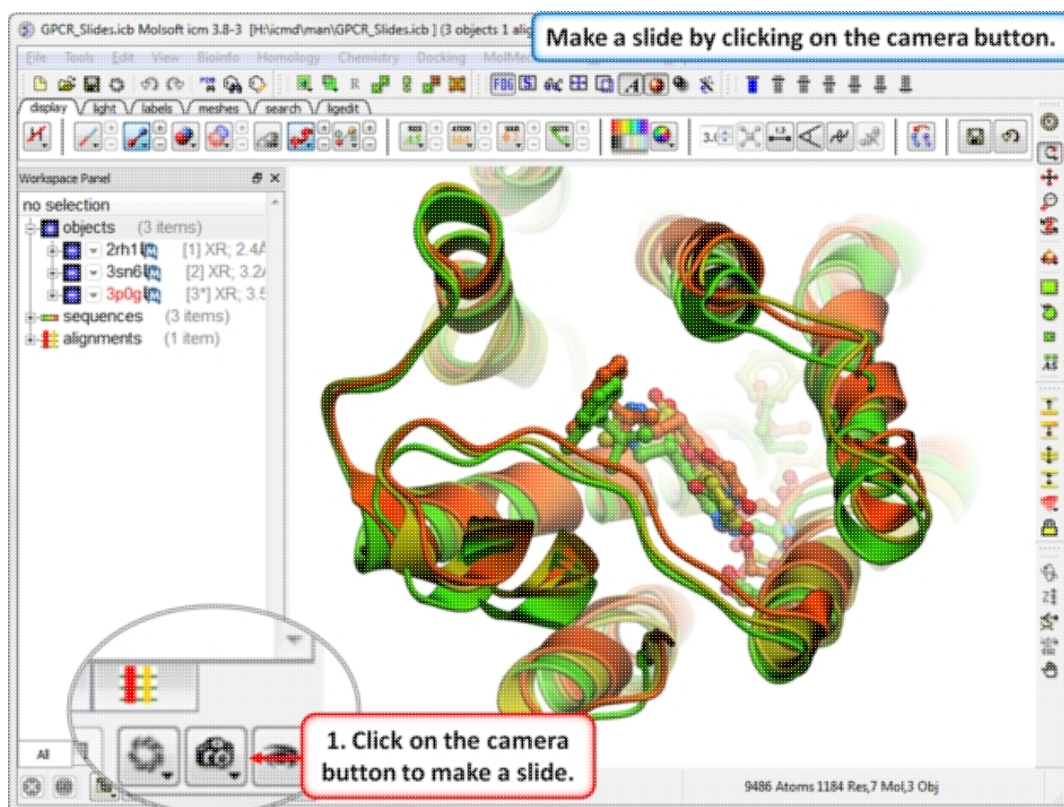 GPCR_Slides.icb Molsoft icm 3.8-3 [H:\icmd\man\GPCR_Slides.icb ] (3 objects 1 alig
Make a slide by clicking on the camera button.
File Tools Edit View Bioinfo Homology Chemistry Docking MolMec
display light labels meshes search ligedit
Workspace Panel
no selection
objects (3 items)
2rh1 [1] XR; 2.4Å
3sn6 [2] XR; 3.2
3p0g [3*] XR; 3.5
sequences (3 items)
alignments (1 item)
All
1. Click on the camera
button to make a slide.
9486 Atoms 1184 Res,7 Mol,3 Obj